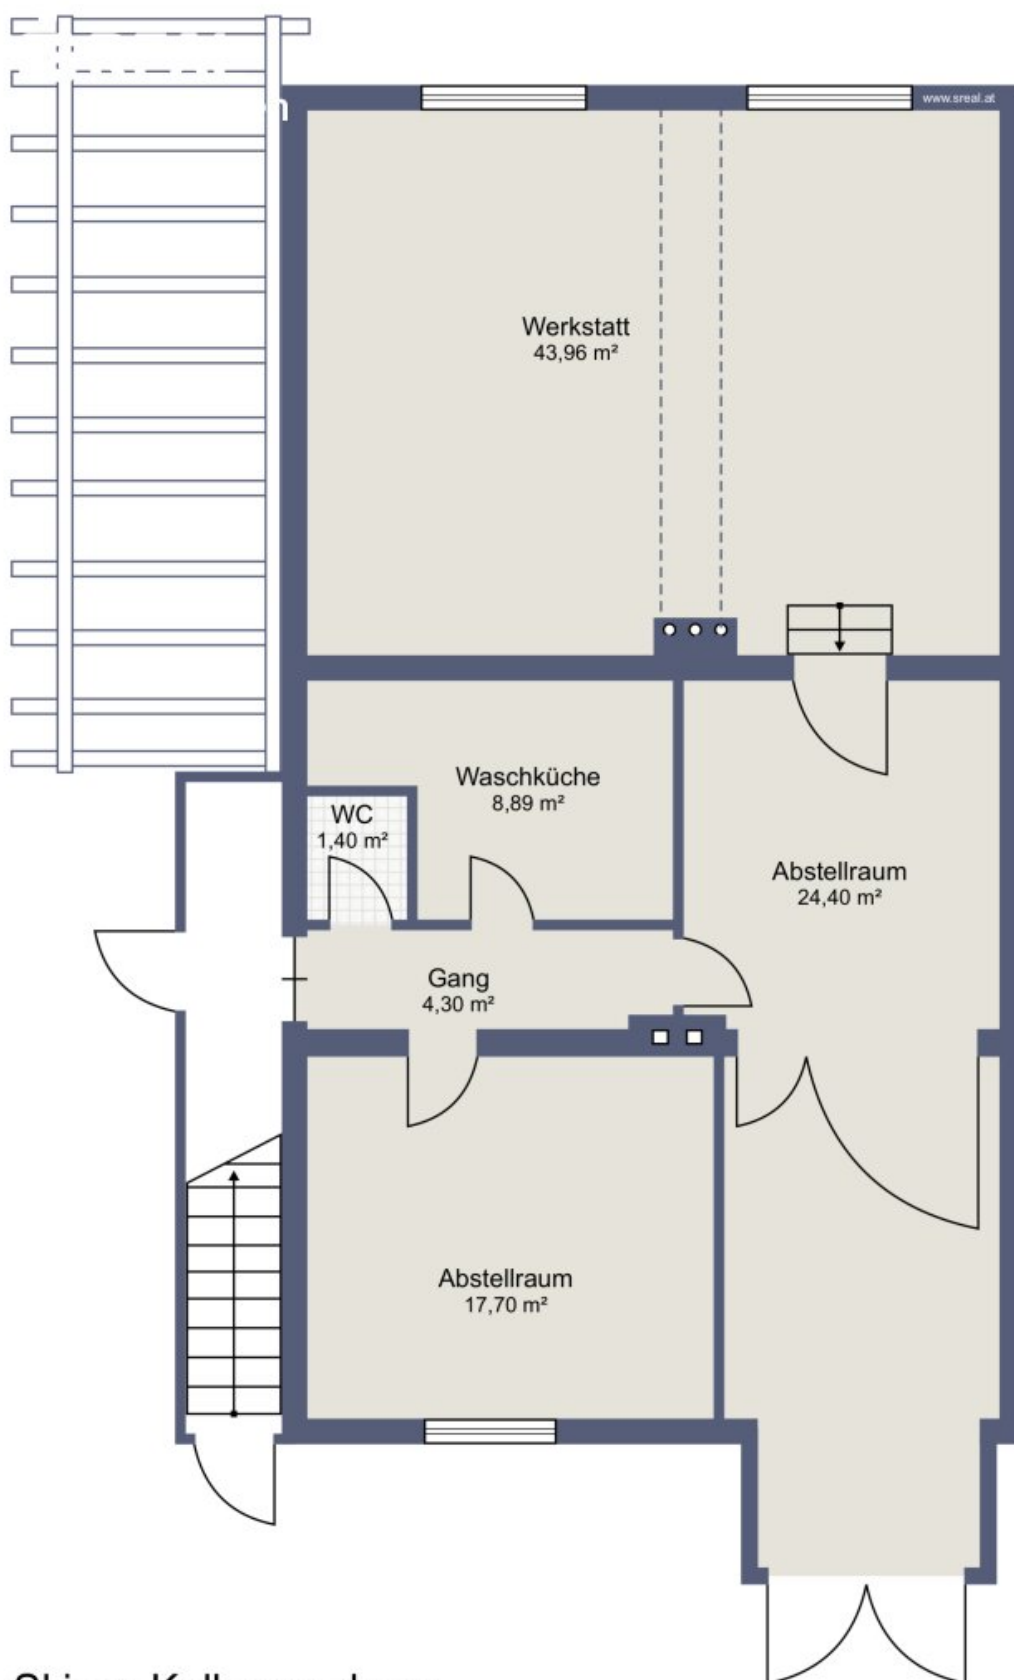 www.sreal.at
Werkstatt
43,96 m²
Waschküche
8,89 m²
WC
1,40 m²
Abstellraum
24,40 m²
Gang
4,30 m²
Abstellraum
17,70 m²